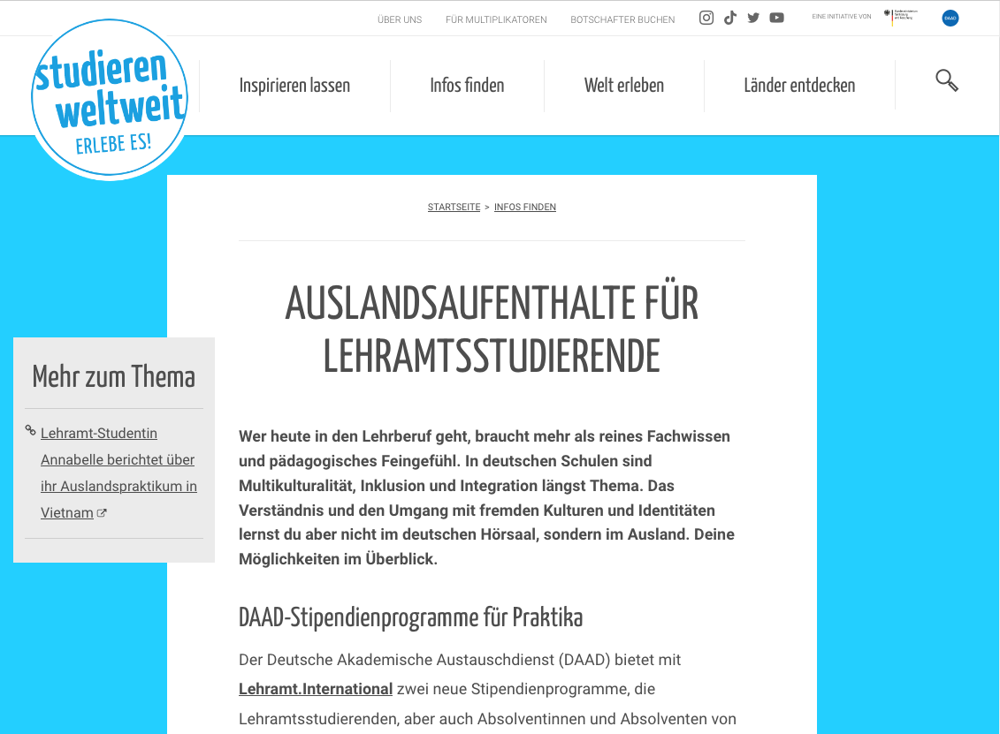 ÜBER UNS
FÜR MULTIPLIKATOREN
BOTSCHAFTER BUCHEN
EINE INITIATIVE VON
DAAD
studieren
weltweit
ERLEBE ES!
Inspirieren lassen
Infos finden
Welt erleben
Länder entdecken
STARTSEITE > INFOS FINDEN
AUSLANDSAUFENTHALTE FÜR
LEHRAMTSSTUDIERENDE
Mehr zum Thema
Lehramt-Studentin
Annabelle berichtet über
ihr Auslandspraktikum in
Vietnam
Wer heute in den Lehrberuf geht, braucht mehr als reines Fachwissen
und pädagogisches Feingefühl. In deutschen Schulen sind
Multikulturalität, Inklusion und Integration längst Thema. Das
Verständnis und den Umgang mit fremden Kulturen und Identitäten
lernst du aber nicht im deutschen Hörsaal, sondern im Ausland. Deine
Möglichkeiten im Überblick.
DAAD-Stipendienprogramme für Praktika
Der Deutsche Akademische Austauschdienst (DAAD) bietet mit
Lehramt.International zwei neue Stipendienprogramme, die
Lehramtsstudierenden, aber auch Absolventinnen und Absolventen von